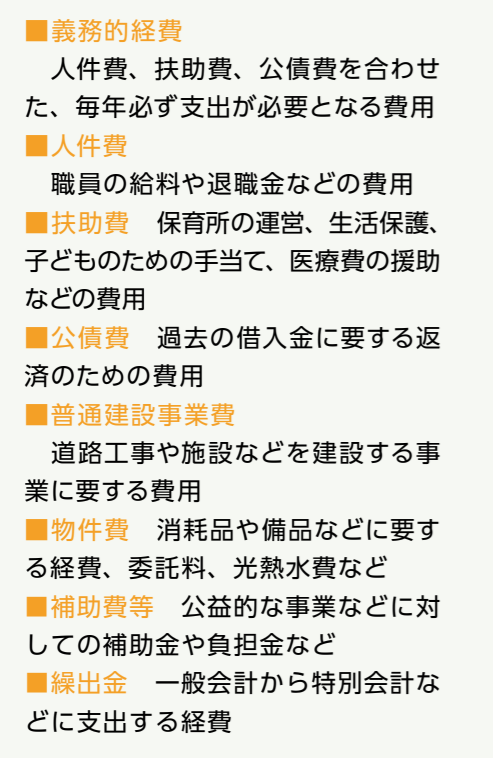 ■義務的経費
　人件費、扶助費、公債費を合わせ
た、毎年必ず支出が必要となる費用
■人件費
　職員の給料や退職金などの費用
■扶助費　保育所の運営、生活保護、
子どものための手当て、医療費の援助
などの費用
■公債費　過去の借入金に要する返
済のための費用
■普通建設事業費
　道路工事や施設などを建設する事
業に要する費用
■物件費　消耗品や備品などに要す
る経費、委託料、光熱水費など
■補助費等　公益的な事業などに対
しての補助金や負担金など
■繰出金　一般会計から特別会計な
どに支出する経費